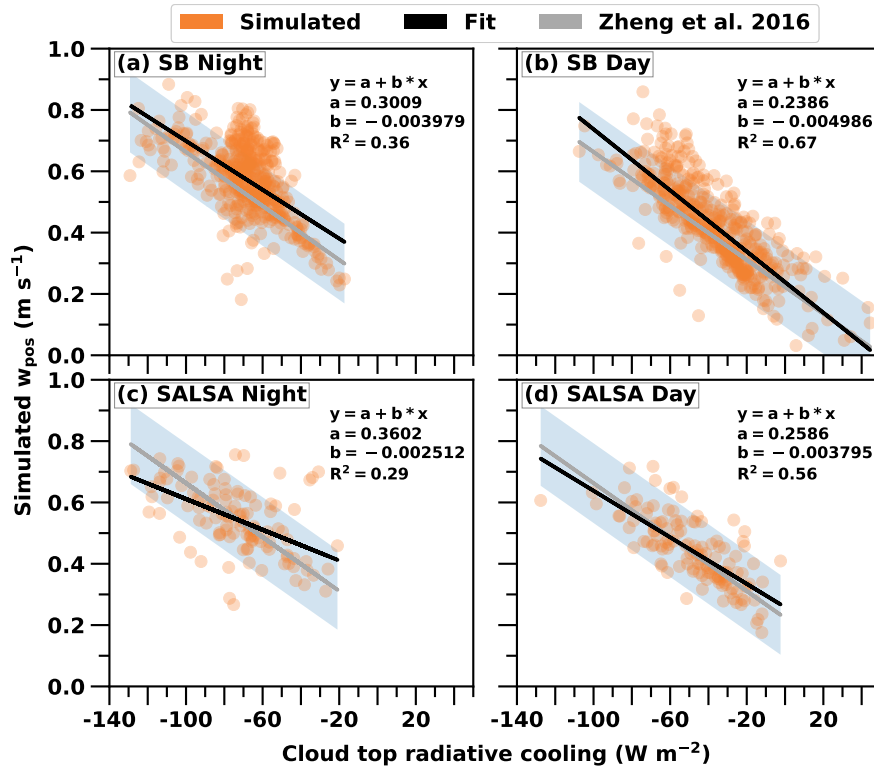 Simulated Fit Zheng et al. 2016
(a) SB Night
y = a + b * x
a = 0.3009
b = −0.003979
R² = 0.36
(b) SB Day
y = a + b * x
a = 0.2386
b = −0.004986
R² = 0.67
1.0
0.8
0.6
0.4
0.2
0.0
(c) SALSA Night
y = a + b * x
a = 0.3602
b = −0.002512
R² = 0.29
(d) SALSA Day
y = a + b * x
a = 0.2586
b = −0.003795
R² = 0.56
1.0
0.8
0.6
0.4
0.2
0.0
Simulated wpos (m s⁻¹)
-140 -100 -60 -20 20
-140 -100 -60 -20 20
Cloud top radiative cooling (W m⁻²)